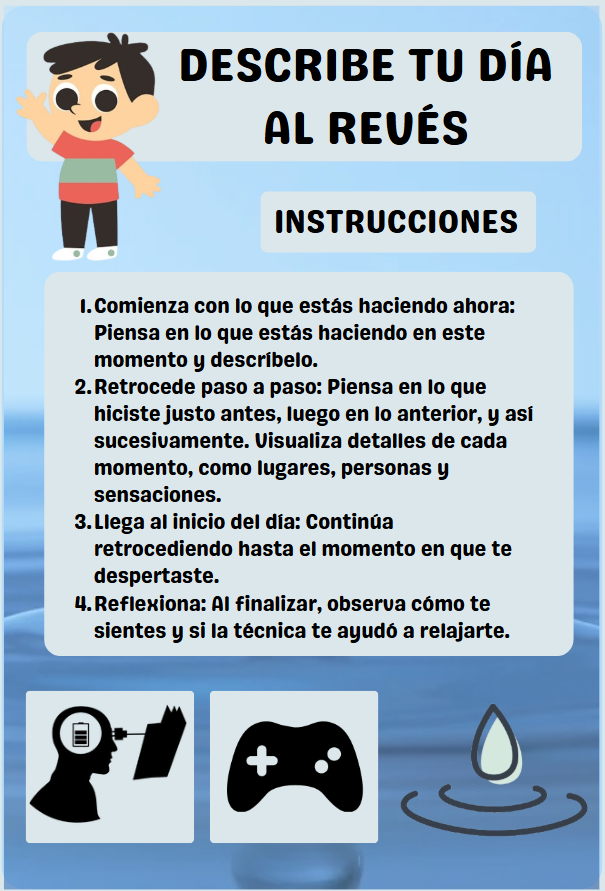 DESCRIBE TU DÍA
AL REVÉS
INSTRUCCIONES
1. Comienza con lo que estás haciendo ahora:
Piensa en lo que estás haciendo en este
momento y descríbelo.
2. Retrocede paso a paso: Piensa en lo que
hiciste justo antes, luego en lo anterior, y así
sucesivamente. Visualiza detalles de cada
momento, como lugares, personas y
sensaciones.
3. Llega al inicio del día: Continúa
retrocediendo hasta el momento en que te
despertaste.
4. Reflexiona: Al finalizar, observa cómo te
sientes y si la técnica te ayudó a relajarte.